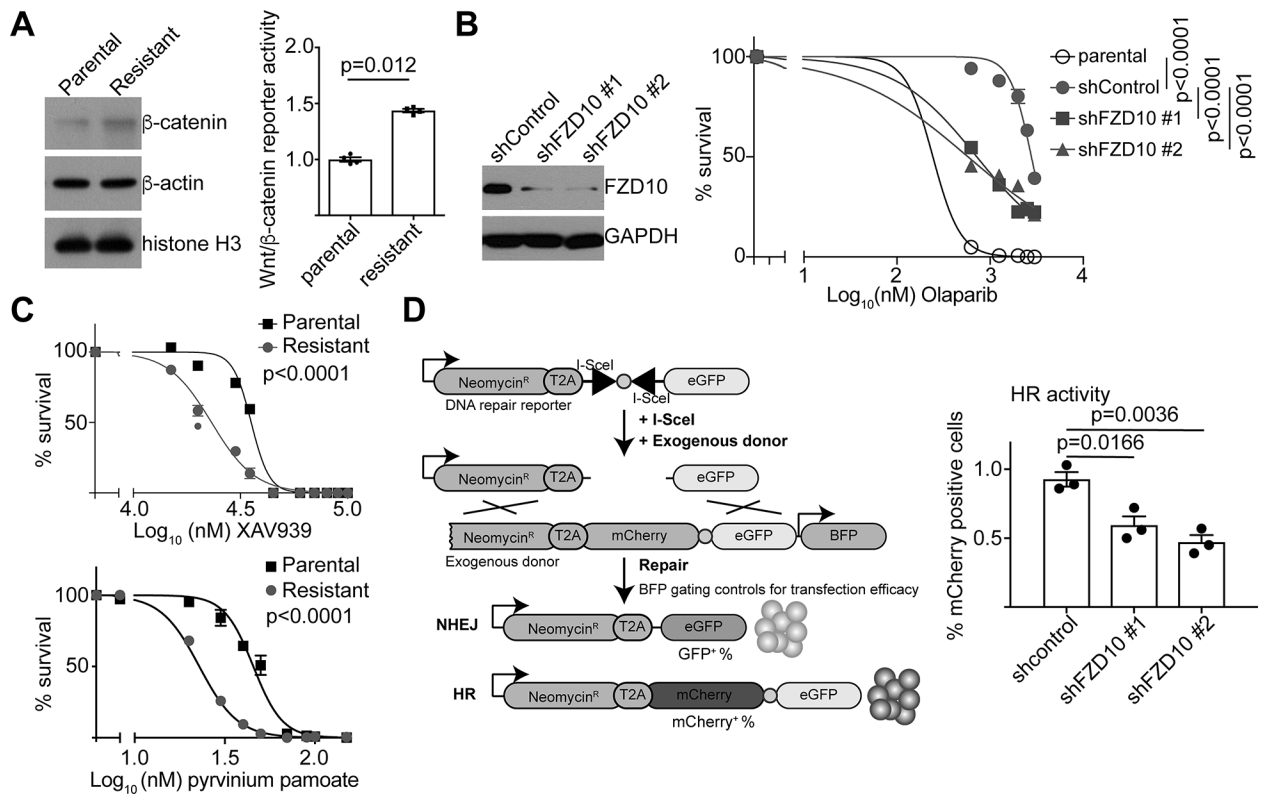 A
Parental
Resistant
β-catenin
β-actin
histone H3
Wnt/β-catenin reporter activity
2.0
1.5
1.0
p=0.012
parental
resistant
B
shControl
shFZD10 #1
shFZD10 #2
FZD10
GAPDH
% survival
100
50
0
1
2
3
4
Log10(nM) Olaparib
parental
shControl
shFZD10 #1
shFZD10 #2
p<0.0001
p<0.0001
p<0.0001
C
% survival
100
50
4.0
4.5
5.0
Log10 (nM) XAV939
Parental
Resistant
p<0.0001
% survival
100
50
1.0
1.5
2.0
Log10 (nM) pyrvinium pamoate
Parental
Resistant
p<0.0001
D
I-SceI
NeomycinR
T2A
eGFP
I-SceI
DNA repair reporter
+ I-SceI
+ Exogenous donor
NeomycinR
T2A
eGFP
NeomycinR
T2A
mCherry
eGFP
BFP
Exogenous donor
Repair
BFP gating controls for transfection efficacy
NHEJ
NeomycinR
T2A
eGFP
GFP+ %
HR
NeomycinR
T2A
mCherry
eGFP
mCherry+ %
HR activity
p=0.0036
p=0.0166
% mCherry positive cells
1.0
0.5
shcontrol
shFZD10 #1
shFZD10 #2